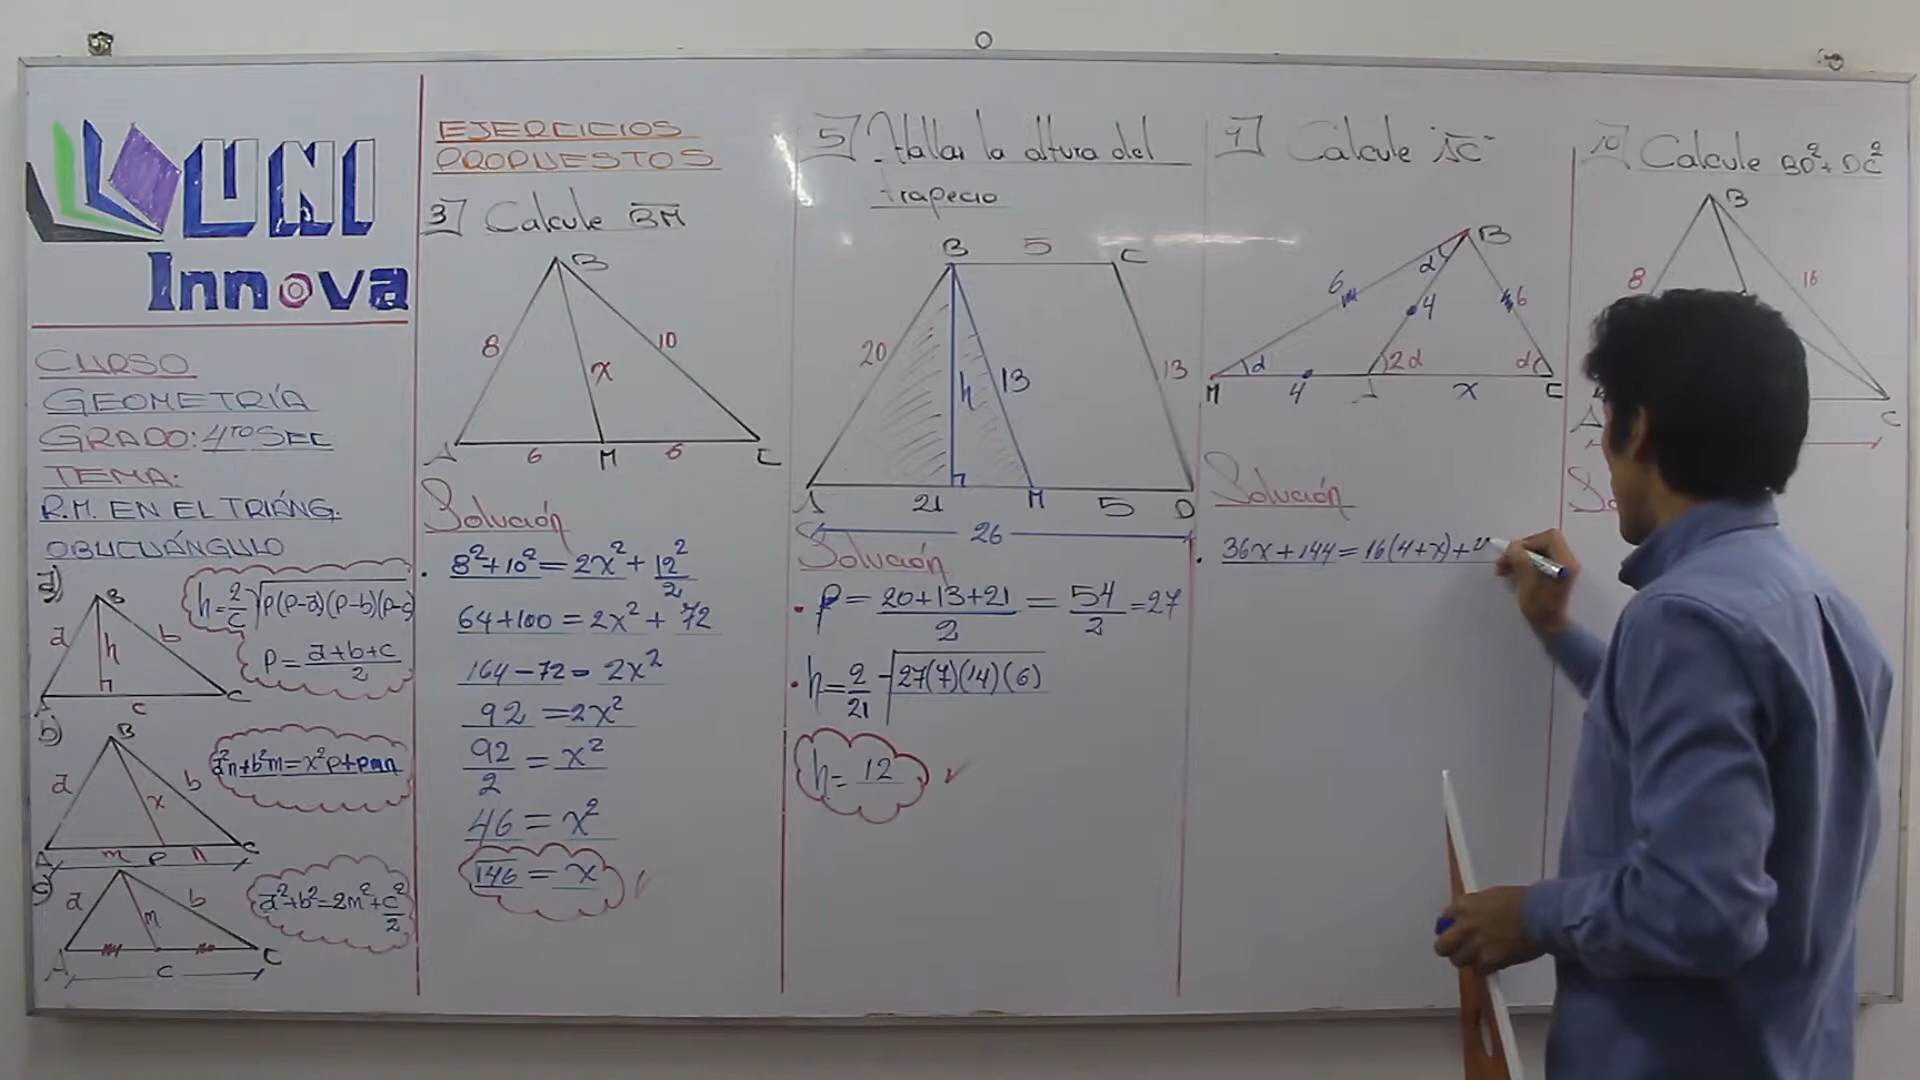 UNI
Innova
CURSO
GEOMETRÍA
GRADO: 4TO SEC
TEMA:
R.M. EN EL TRIÁNG.
OBLICUÁNGULO
a)
B
a
h
b
A
c
C
h = 2/c √p(p-a)(p-b)(p-c)
p = a+b+c/2
b)
B
a
x
b
A
m
P
n
C
a²n+b²m=x²p+pmn
c)
a
m
b
A
c
C
a²+b²=2m²+c²/2
EJERCICIOS
PROPUESTOS
3] Calcule BM
B
8
x
10
A
6
M
6
C
Solución
8²+10²=2x²+12²/2
64+100=2x²+72
164-72=2x²
92=2x²
92/2=x²
46=x²
√46=x
5] Hallar la altura del
trapecio
B
5
C
20
h
13
13
A
21
M
5
D
26
Solución
P=20+13+21/2=54/2=27
h=2/21 √27(7)(14)(6)
h=12
9] Calcule AC
B
α
6
4
6
α
2α
α
M
4
A
x
C
Solución
36x+144=16(4+x)+
10] Calcule BD²+DC²
B
8
16
A
C